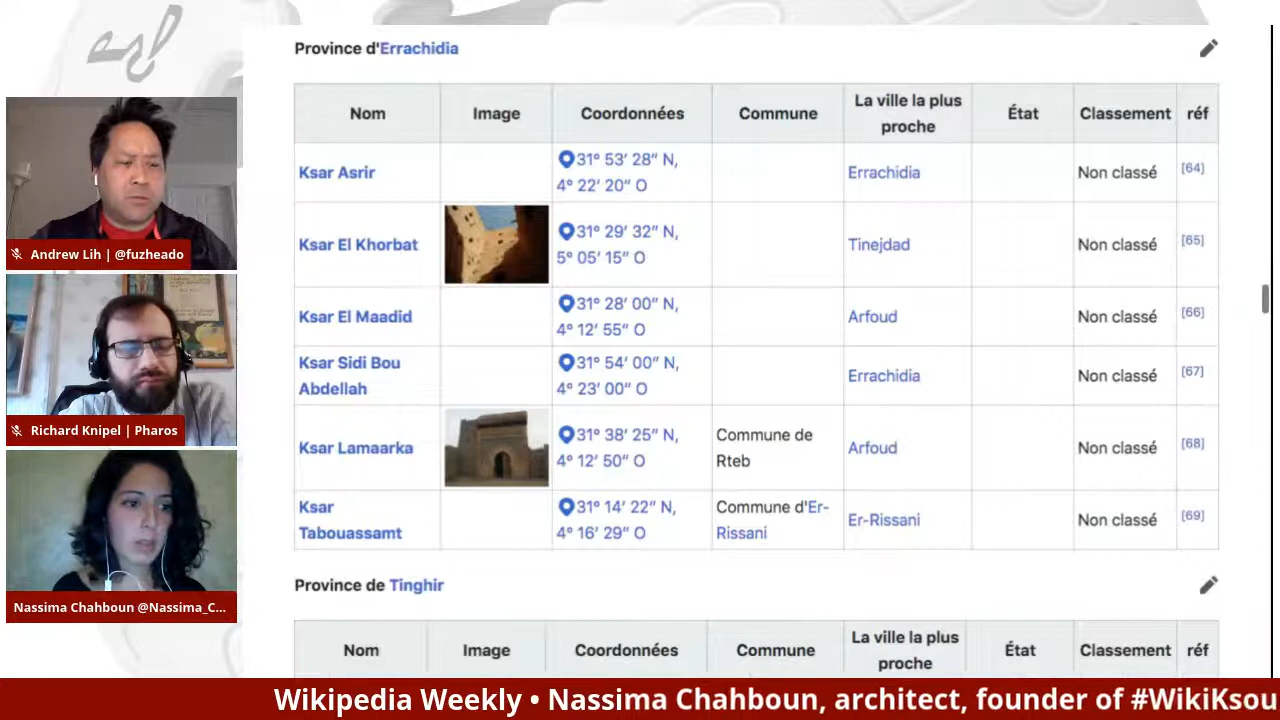 Andrew Lih | @fuzheado
Richard Knipel | Pharos
Nassima Chahboun @Nassima_C...
Province d'Errachidia
Nom
Image
Coordonnées
Commune
La ville la plus
proche
État
Classement
réf
Ksar Asrir
31° 53′ 28″ N,
4° 22′ 20″ O
Errachidia
Non classé
[64]
Ksar El Khorbat
31° 29′ 32″ N,
5° 05′ 15″ O
Tinejdad
Non classé
[65]
Ksar El Maadid
31° 28′ 00″ N,
4° 12′ 55″ O
Arfoud
Non classé
[66]
Ksar Sidi Bou
Abdellah
31° 54′ 00″ N,
4° 23′ 00″ O
Errachidia
Non classé
[67]
Ksar Lamaarka
31° 38′ 25″ N,
4° 12′ 50″ O
Commune de
Rteb
Arfoud
Non classé
[68]
Ksar
Tabouassamt
31° 14′ 22″ N,
4° 16′ 29″ O
Commune d'Er-
Rissani
Er-Rissani
Non classé
[69]
Province de Tinghir
Nom
Image
Coordonnées
Commune
La ville la plus
proche
État
Classement
réf
Wikipedia Weekly • Nassima Chahboun, architect, founder of #WikiKsou